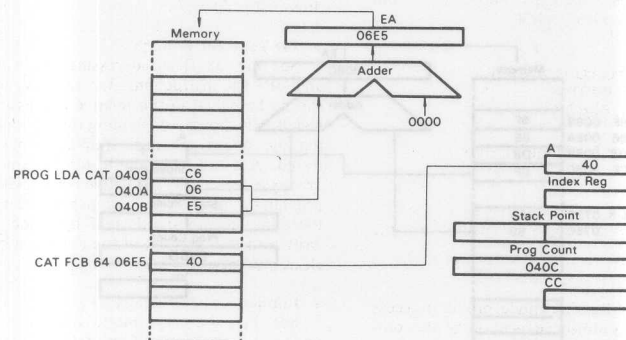 EA
Memory
06E5
Adder
0000
A
PROG LDA CAT 0409 C6
40
040A 06
Index Reg
040B E5
Stack Point
Prog Count
CAT FCB 64 06E5 40
040C
CC